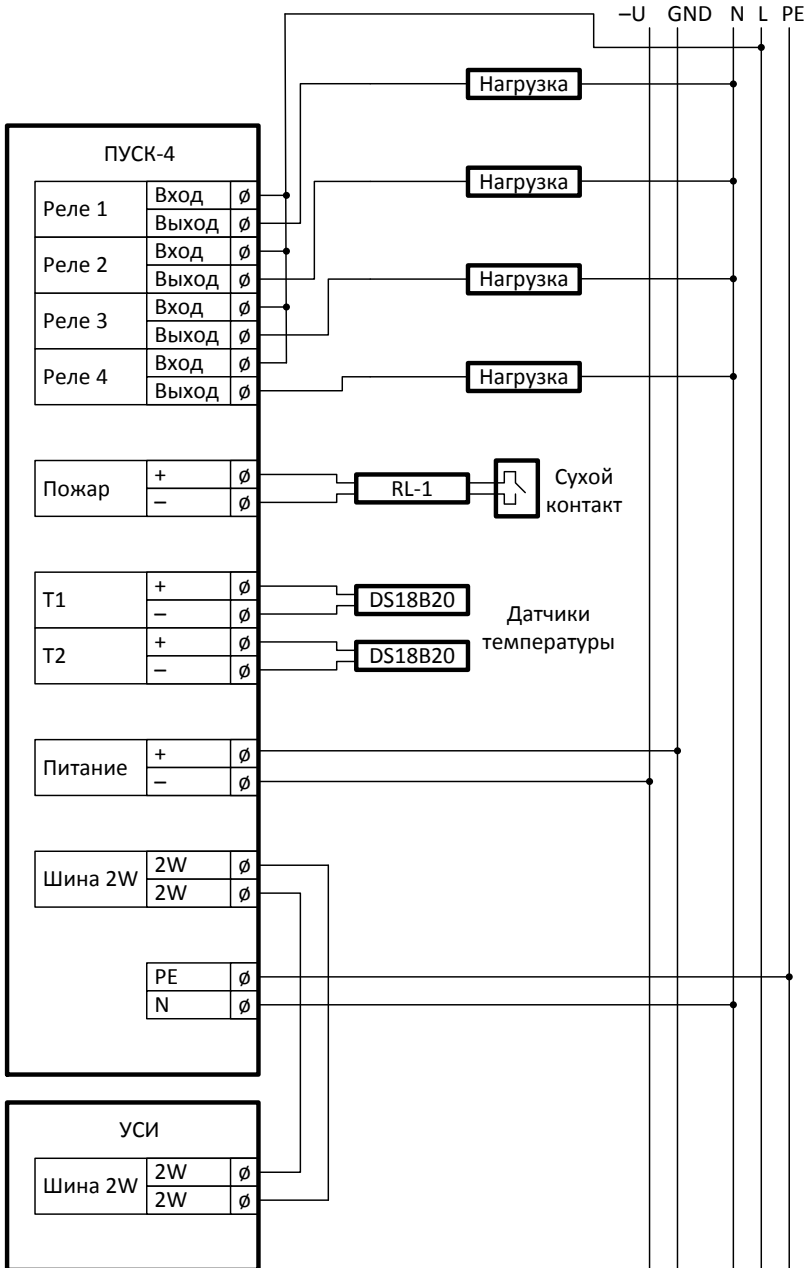 –U GND N L PE
Нагрузка
ПУСК-4
Нагрузка
Реле 1 Вход ø
Выход ø
Реле 2 Вход ø
Выход ø
Нагрузка
Реле 3 Вход ø
Выход ø
Реле 4 Вход ø
Выход ø
Нагрузка
Пожар + ø
– ø
RL-1
Сухой
контакт
T1 + ø
– ø
DS18B20
T2 + ø
– ø
DS18B20
Датчики
температуры
Питание + ø
– ø
Шина 2W 2W ø
2W ø
PE ø
N ø
УСИ
Шина 2W 2W ø
2W ø